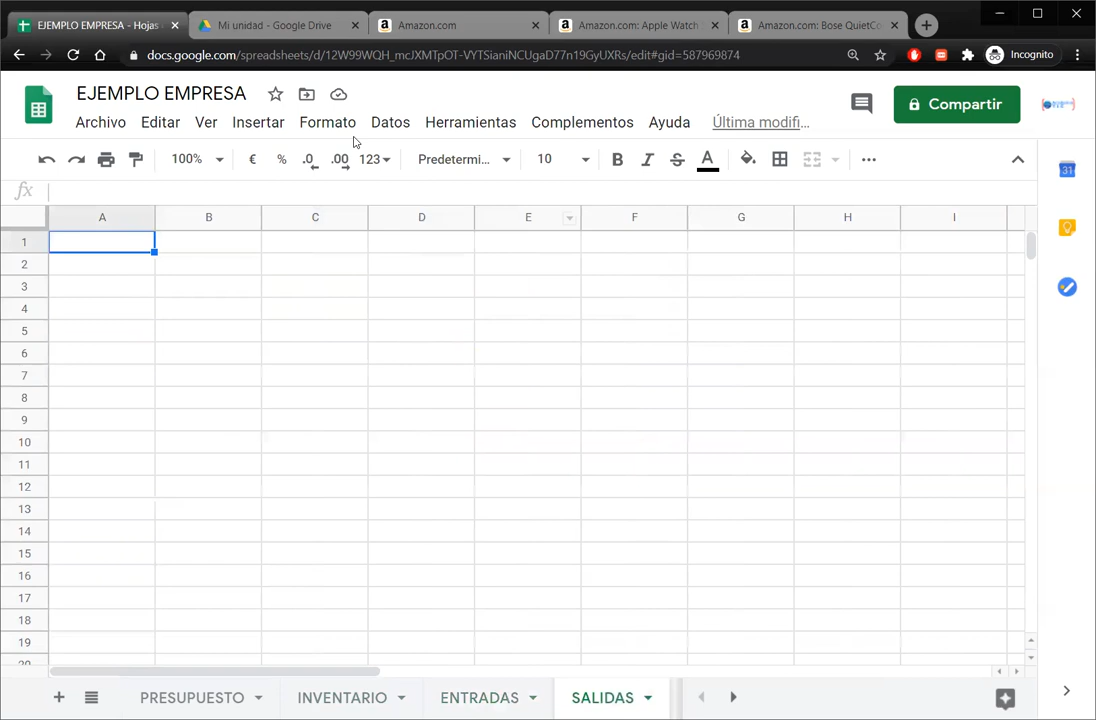 EJEMPLO EMPRESA - Hojas
Mi unidad - Google Drive
Amazon.com
Amazon.com: Apple Watch
Amazon.com: Bose QuietCo
docs.google.com/spreadsheets/d/12W99WQH_mcJXMTpOT-VYTSianiNCUgaD77n19GyUXRs/edit#gid=587969874
Incognito
EJEMPLO EMPRESA
Compartir
Archivo Editar Ver Insertar Formato Datos Herramientas Complementos Ayuda Última modifi...
100% € % .0 .00 123 Predetermi... 10 B I S A
fx
A B C D E F G H I
1
2
3
4
5
6
7
8
9
10
11
12
13
14
15
16
17
18
19
20
PRESUPUESTO INVENTARIO ENTRADAS SALIDAS
31